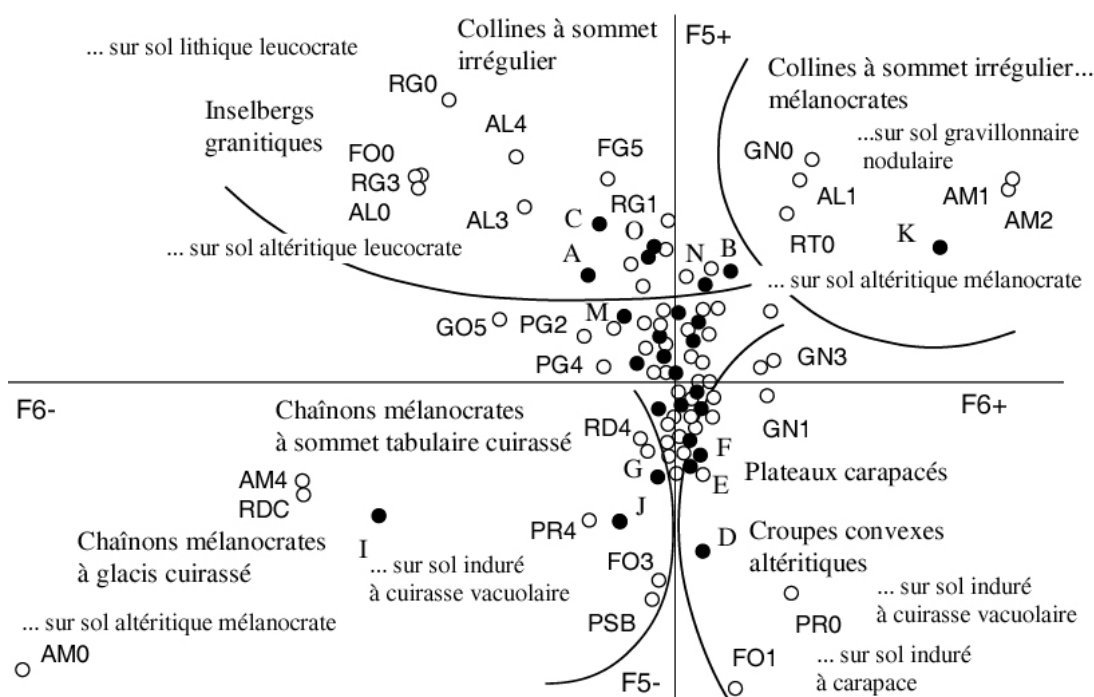 ... sur sol lithique leucocrate
Collines à sommet
irrégulier
F5+
Collines à sommet irrégulier...
mélanocrates
RG0
Inselbergs
granitiques
AL4
...sur sol gravillonnaire
nodulaire
FO0
RG3
AL0
FG5
GN0
AL1
AM1
AM2
AL3
C
RG1
O
A
N
B
RT0
K
... sur sol altéritique leucocrate
... sur sol altéritique mélanocrate
GO5
PG2
M
PG4
GN3
F6-
F6+
Chaînons mélanocrates
à sommet tabulaire cuirassé
RD4
GN1
F
G
E
Plateaux carapacés
AM4
RDC
J
PR4
D
Croupes convexes
altéritiques
Chaînons mélanocrates
à glacis cuirassé
I
... sur sol induré
à cuirasse vacuolaire
FO3
... sur sol induré
à cuirasse vacuolaire
PSB
PR0
... sur sol altéritique mélanocrate
AM0
FO1
... sur sol induré
à carapace
F5-